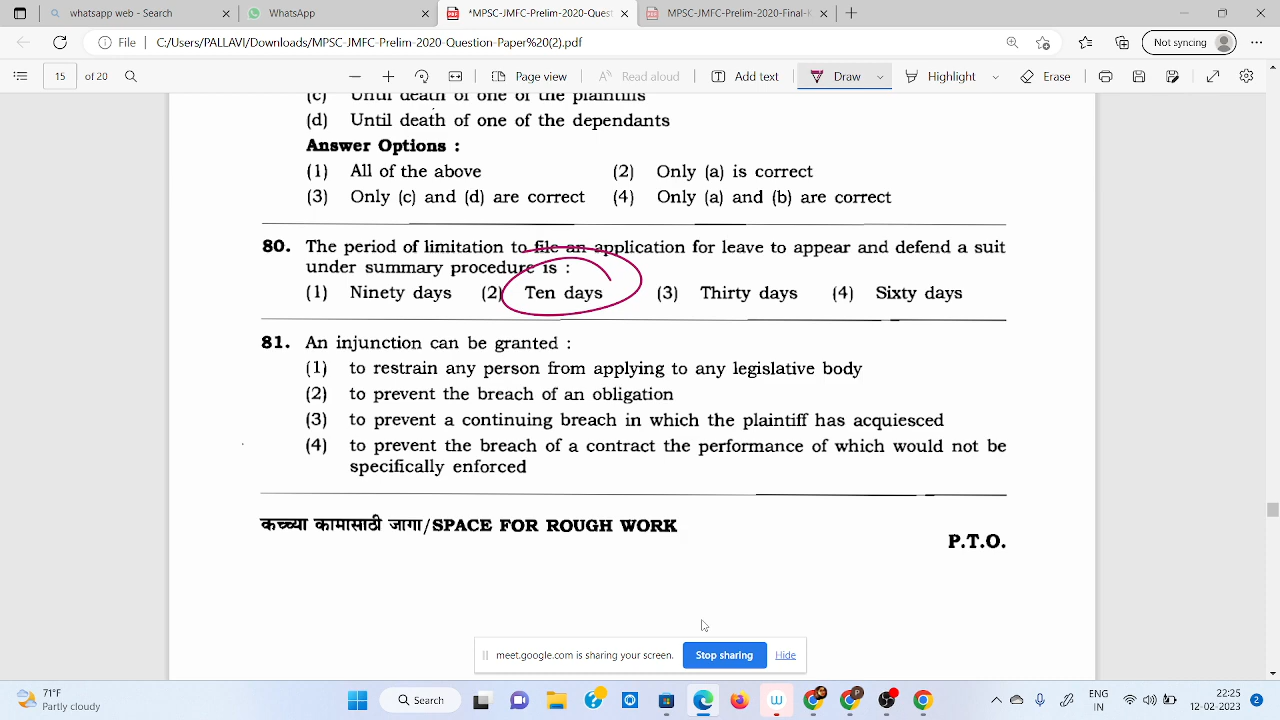 whatsapp web - Search
WhatsApp
*MPSC-JMFC-Prelim-2020-Quest
MPSC-JMFC-Prelim-2020-Final-K
File
C:/Users/PALLAVI/Downloads/MPSC_JMFC-Prelim-2020-Question-Paper%20(2).pdf
Not syncing
15 of 20
Page view
Read aloud
Add text
Draw
Highlight
Erase
(c) Until death of one of the plaintiffs
(d) Until death of one of the dependants
Answer Options :
(1) All of the above (2) Only (a) is correct
(3) Only (c) and (d) are correct (4) Only (a) and (b) are correct
80. The period of limitation to file an application for leave to appear and defend a suit
under summary procedure is :
(1) Ninety days (2) Ten days (3) Thirty days (4) Sixty days
81. An injunction can be granted :
(1) to restrain any person from applying to any legislative body
(2) to prevent the breach of an obligation
(3) to prevent a continuing breach in which the plaintiff has acquiesced
(4) to prevent the breach of a contract the performance of which would not be
specifically enforced
कच्च्या कामासाठी जागा/SPACE FOR ROUGH WORK
P.T.O.
meet.google.com is sharing your screen. Stop sharing Hide
71°F
Partly cloudy
Search
ENG
IN
22:25
12-02-2023
2